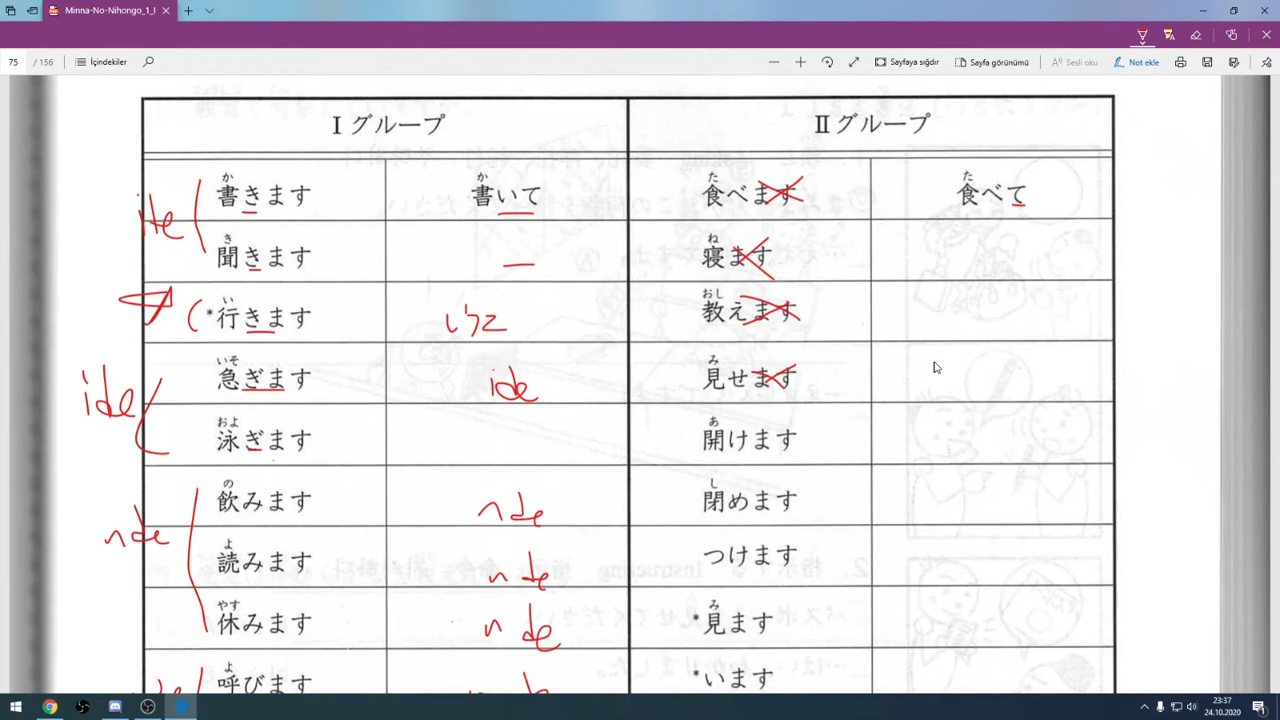 Minna-No-Nihongo_1_I
75 / 156 İçindekiler Sayfaya sığdır Sayfa görünümü Sesli oku Not ekle
Ⅰグループ Ⅱグループ
か か た た
書きます 書いて 食べます 食べて
ite
き ね
聞きます 寝ます
い おし
*行きます いって 教えます
いそ み
急ぎます ide 見せます
ide
およ あ
泳ぎます 開けます
の し
飲みます nde 閉めます
nde
よ
読みます nde つけます
やす み
休みます nde *見ます
よ
呼びます *います
23:37
24.10.2020